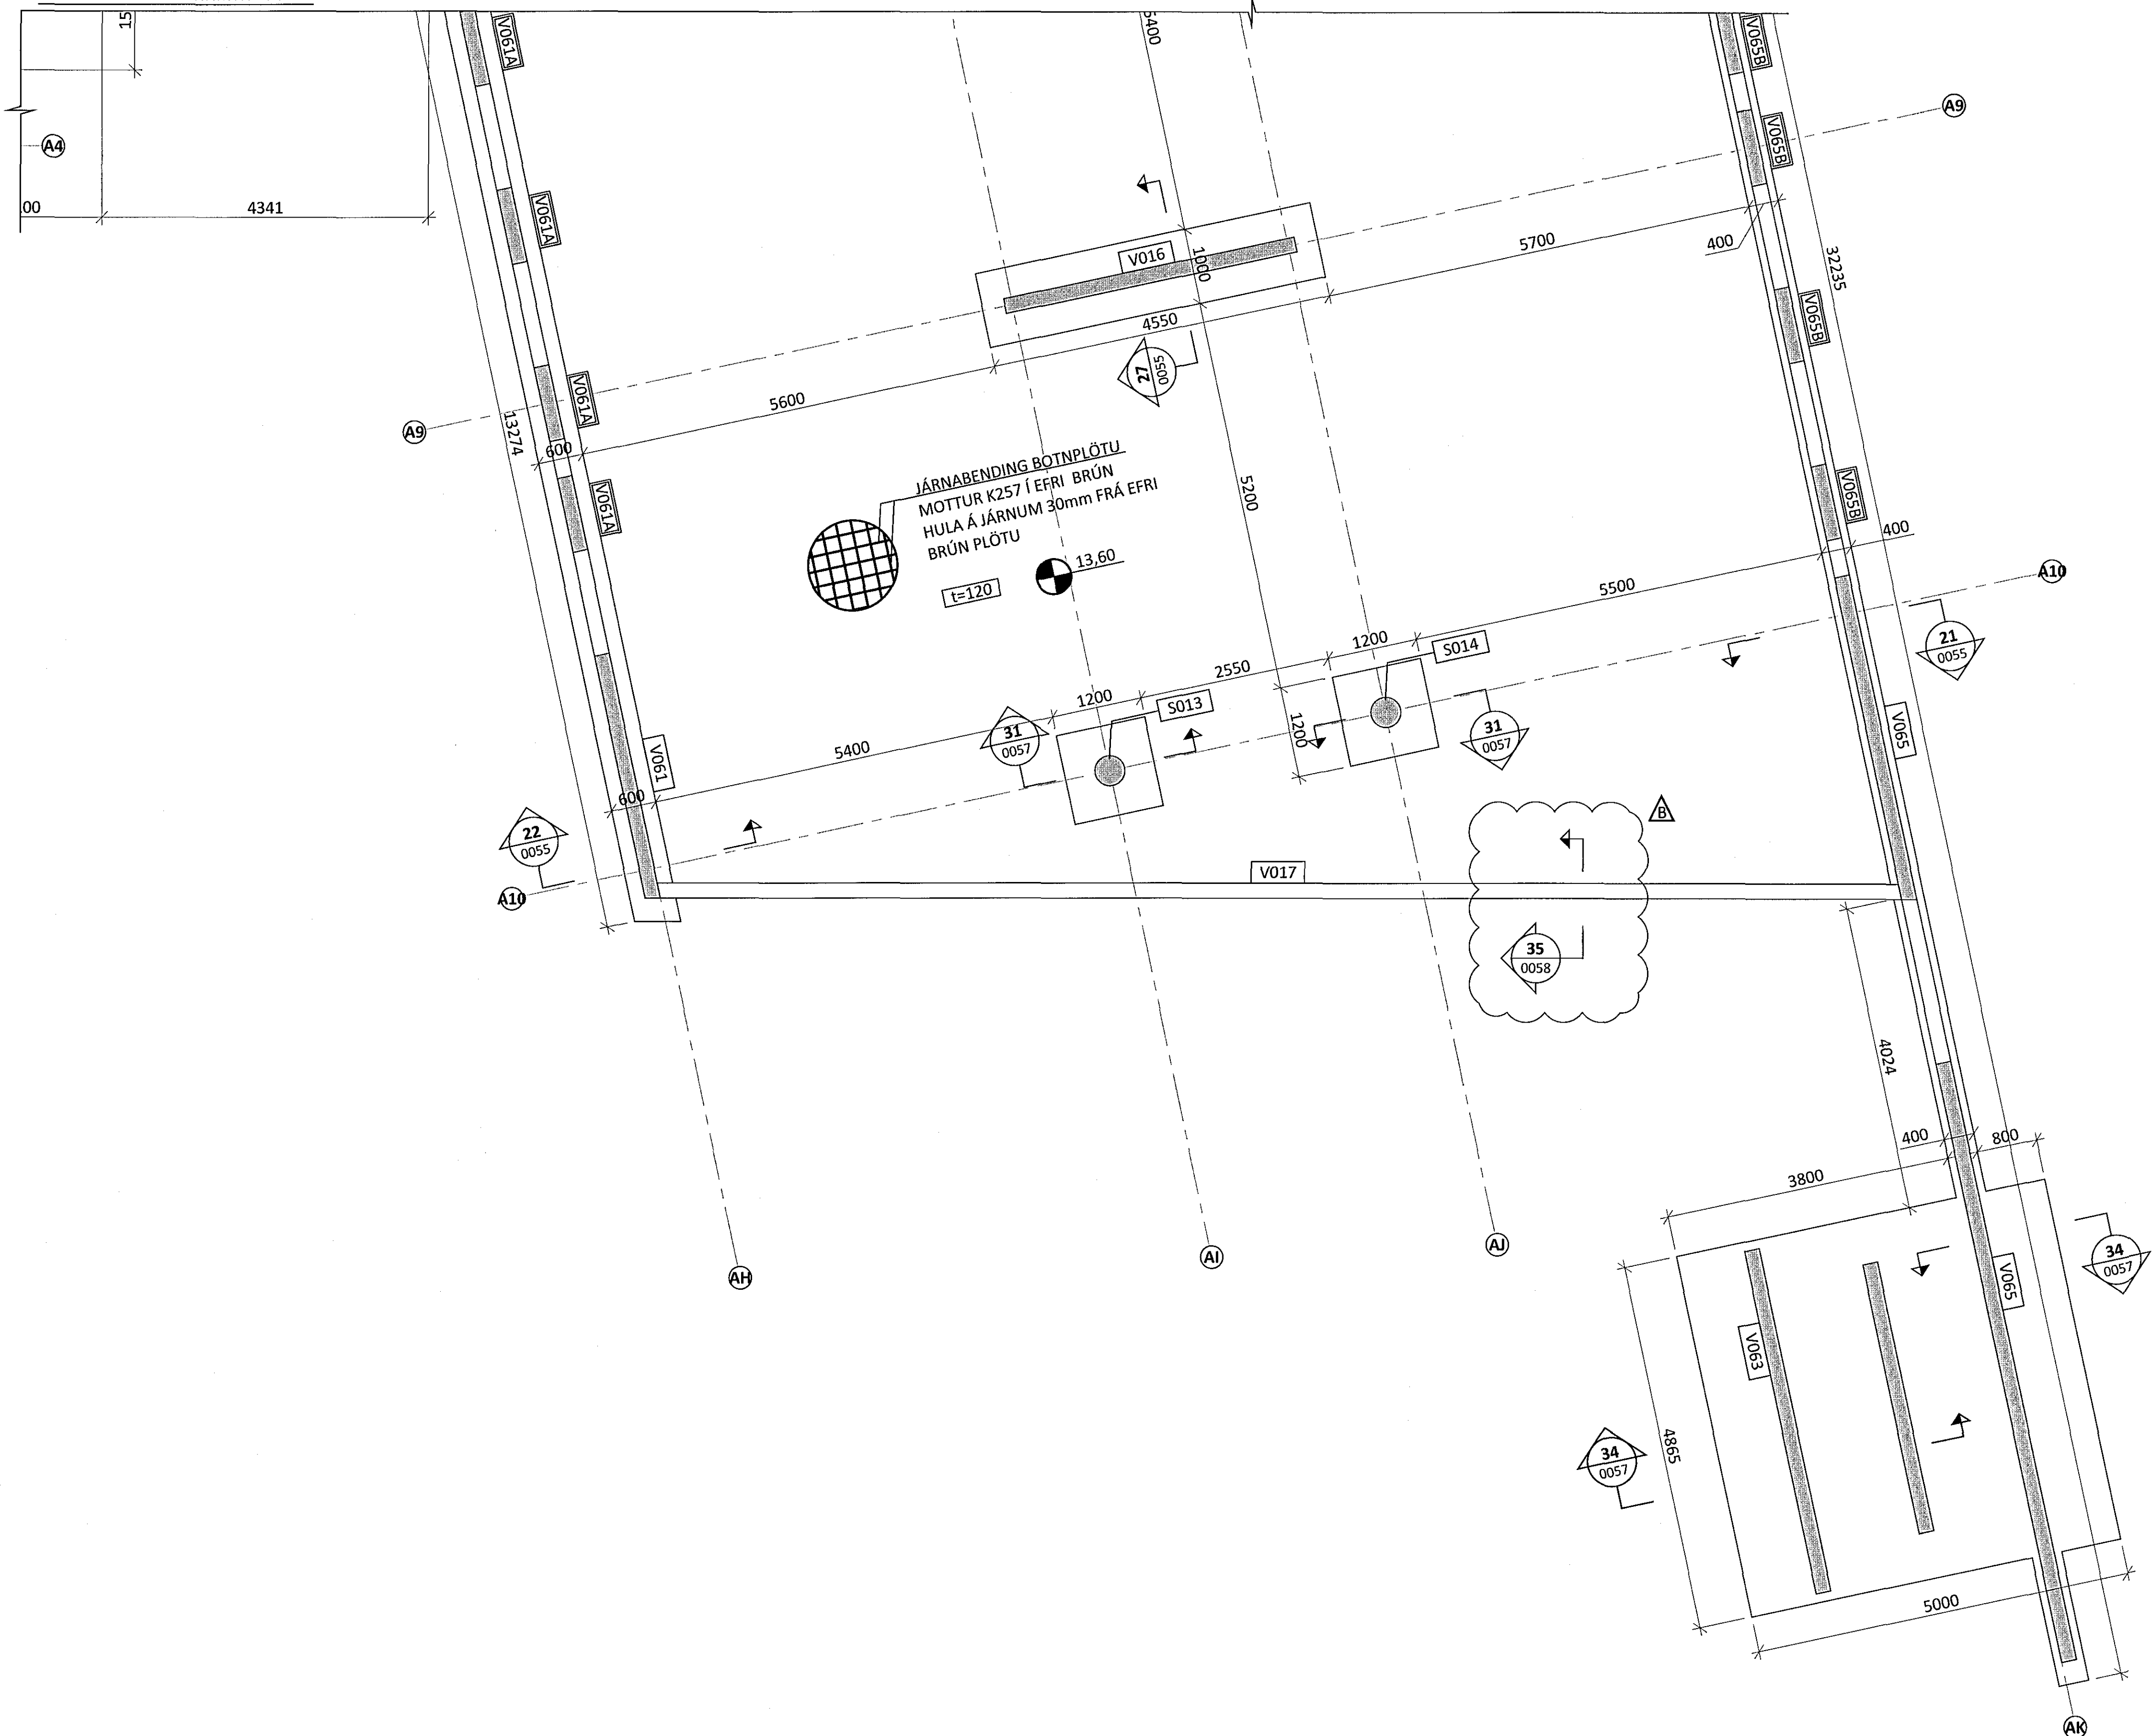 15
5400
V061A
V065B
A9
V065B
A4
00
4341
V061A
V016
1000
5700
400
32235
4550
V065B
27
0055
5600
V061A
A9
13274
600
JÁRNABENDING BOTNPLÖTU
MOTTUR K257 Í EFRI BRÚN
HULA Á JÁRNUM 30mm FRÁ EFRI
BRÚN PLÖTU
5200
V065B
V061A
400
13,60
t=120
5500
A10
1200
S014
21
0055
2550
1200
S013
1200
31
0057
31
0057
5400
V065
V061
600
B
22
0055
V017
A10
35
0058
4024
400
800
3800
AH
AI
AJ
34
0057
V065
V063
4865
34
0057
5000
AK